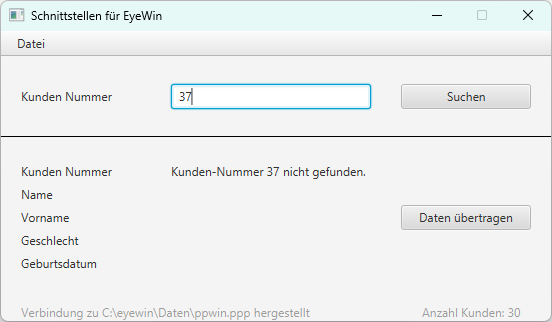 Schnittstellen für EyeWin
Datei
Kunden Nummer 37 Suchen
Kunden Nummer Kunden-Nummer 37 nicht gefunden.
Name
Vorname Daten übertragen
Geschlecht
Geburtsdatum
Verbindung zu C:\eyewin\Daten\ppwin.ppp hergestellt Anzahl Kunden: 30